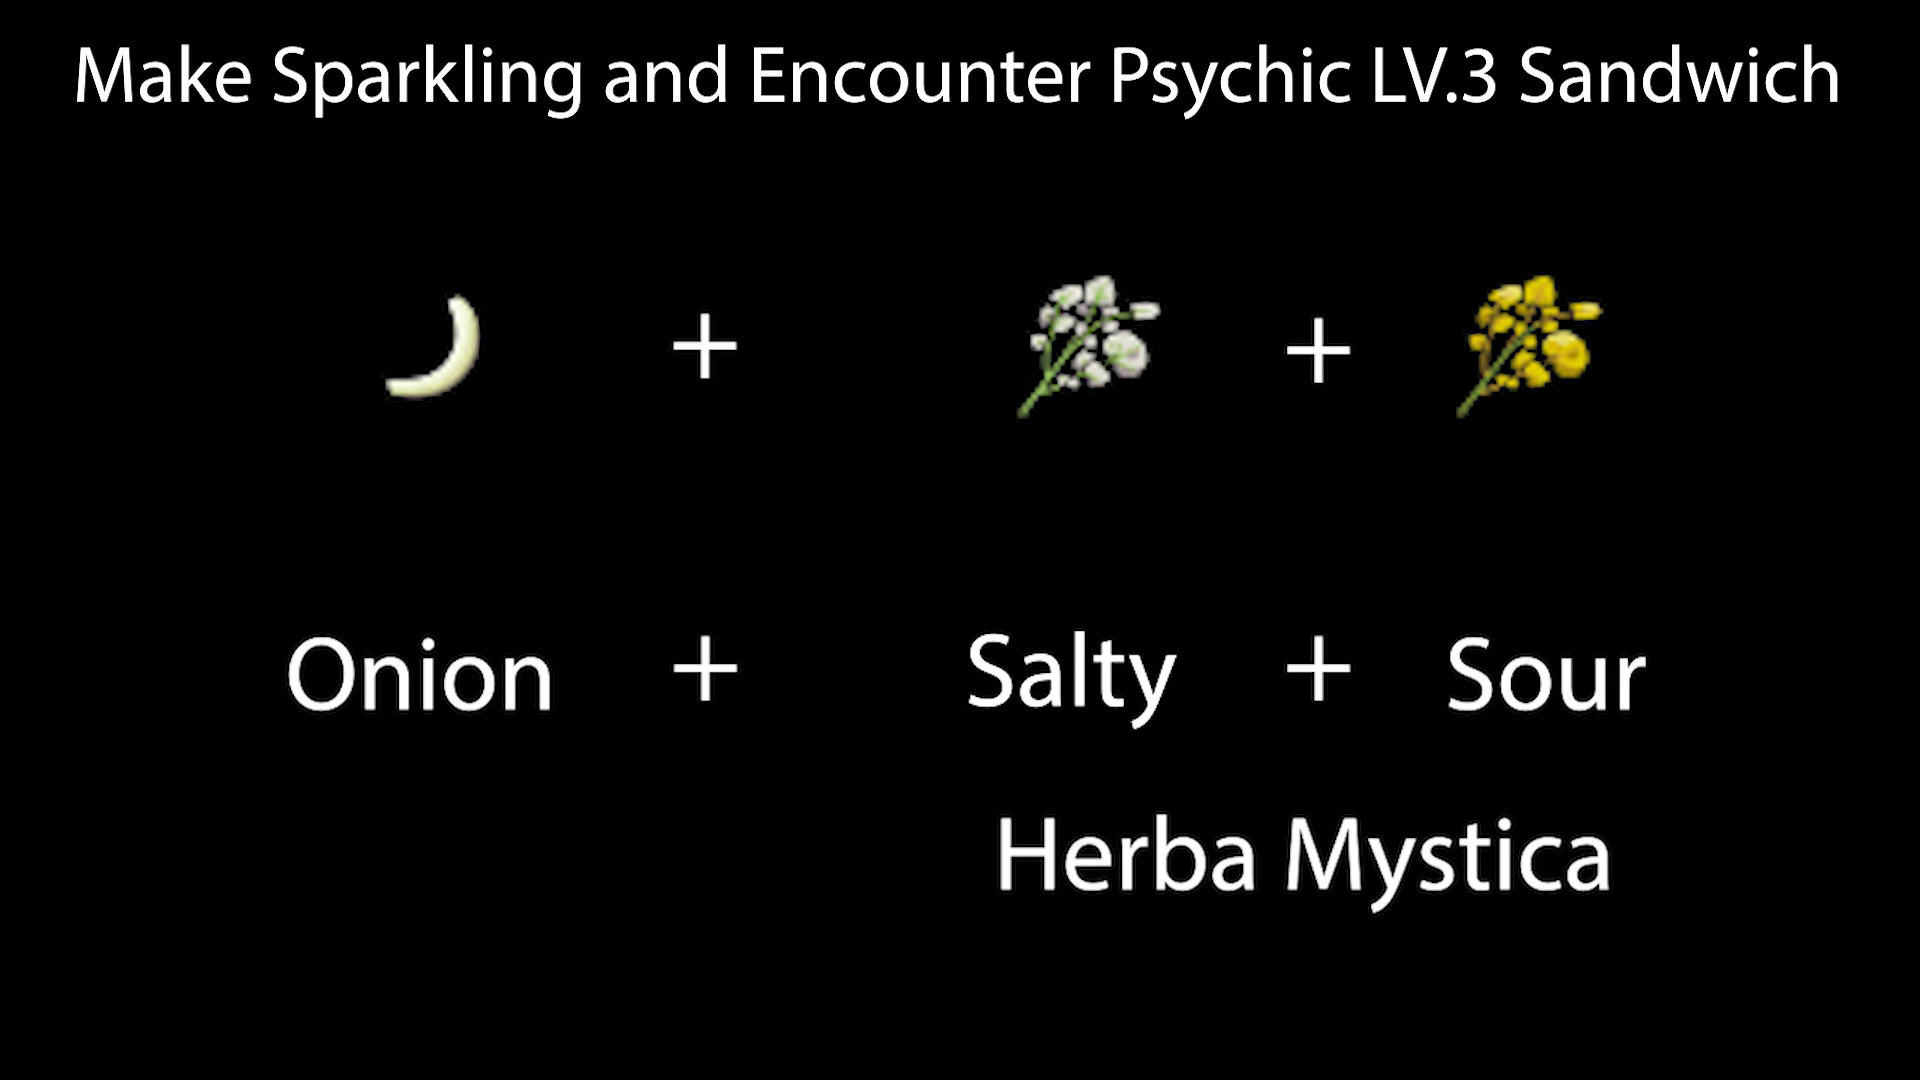 Make Sparkling and Encounter Psychic LV.3 Sandwich
+ +
Onion + Salty + Sour
Herba Mystica